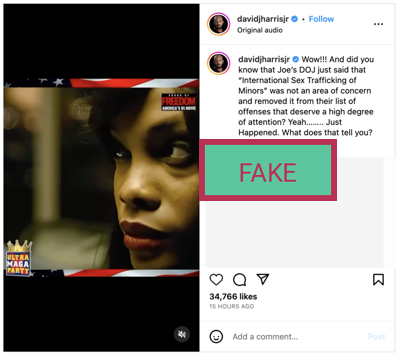 davidjharrisjr • Follow
Original audio
davidjharrisjr Wow!!! And did you
know that Joe's DOJ just said that
"International Sex Trafficking of
Minors" was not an area of concern
and removed it from their list of
offenses that deserve a high degree
of attention? Yeah........ Just
Happened. What does that tell you?
SOUND OF
FREEDOM
AMERICA'S #1 MOVIE
FAKE
ULTRA
MAGA
PARTY
34,766 likes
15 HOURS AGO
Add a comment...
Post